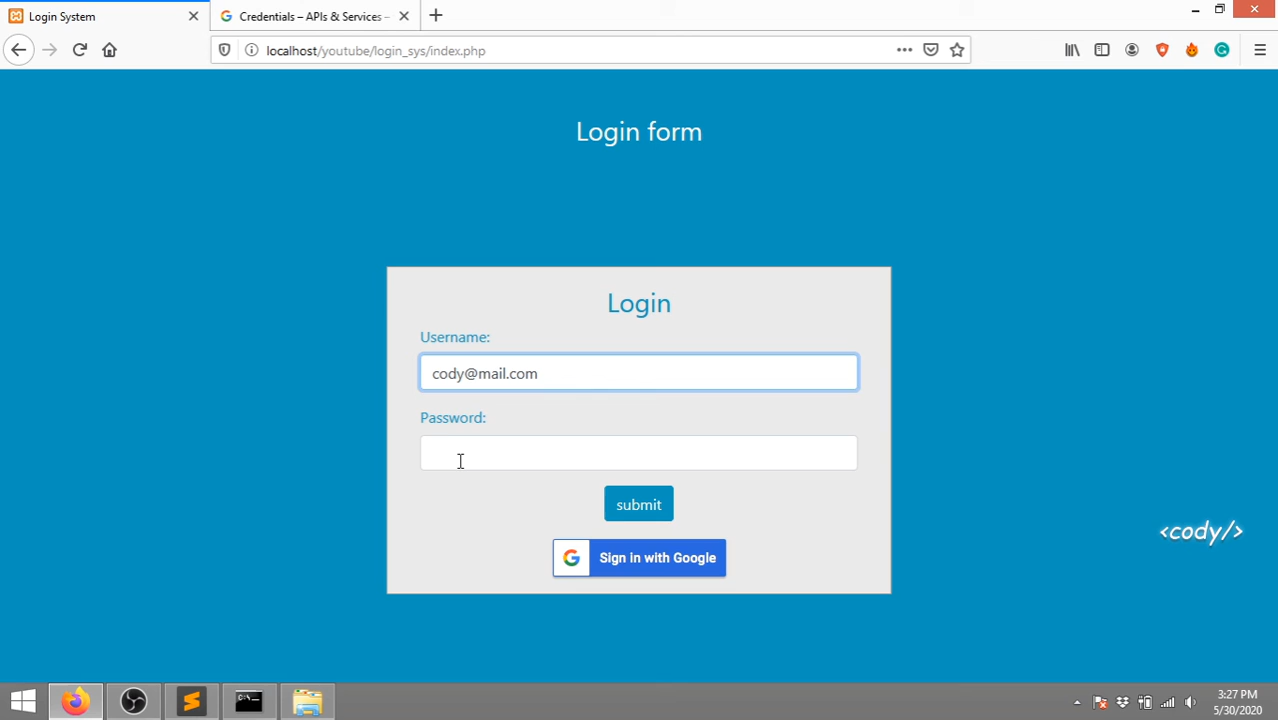 Login System
Credentials – APIs & Services –
localhost/youtube/login_sys/index.php
Login form
Login
Username:
cody@mail.com
Password:
submit
G Sign in with Google
<cody/>
C:\
3:27 PM
5/30/2020